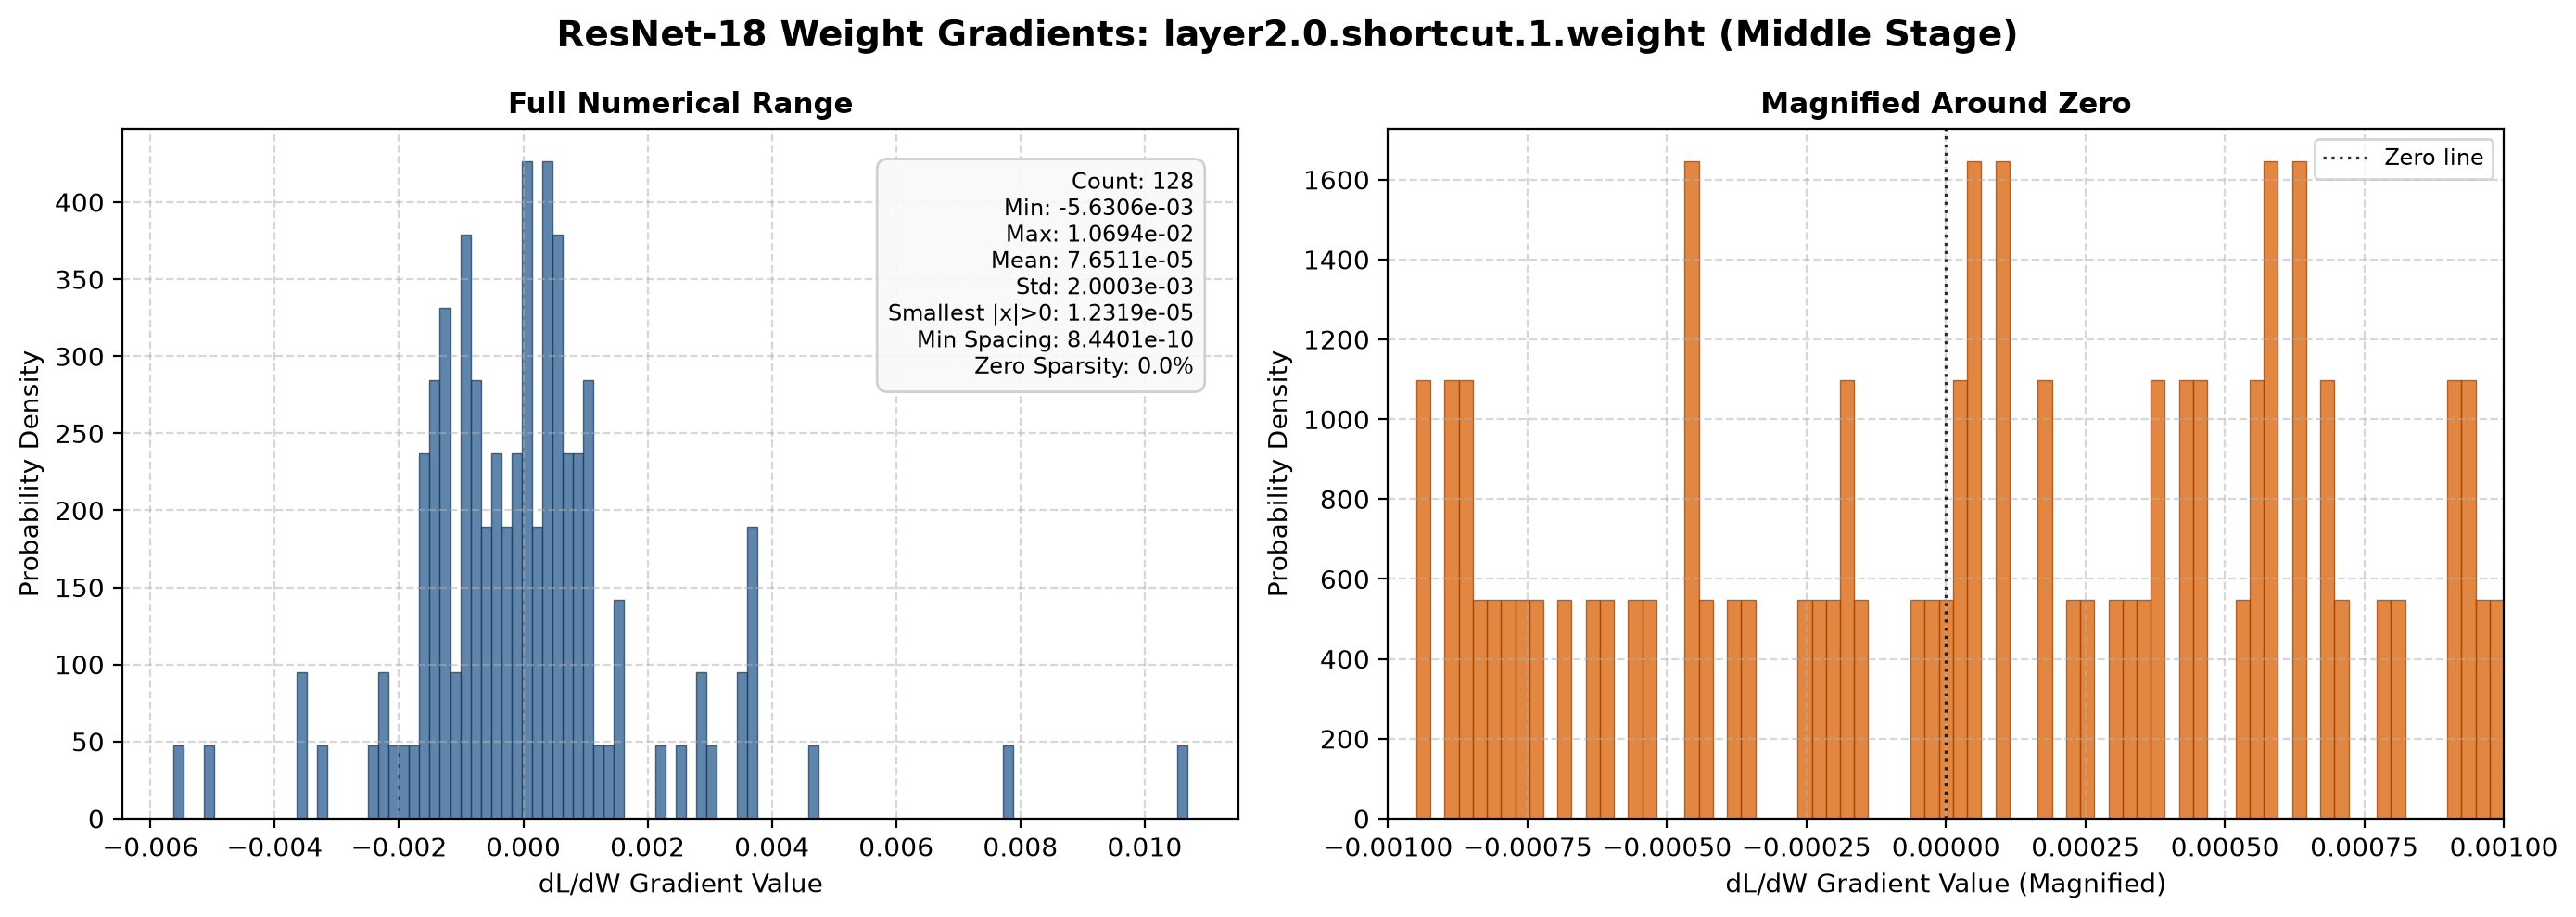 ResNet-18 Weight Gradients: layer2.0.shortcut.1.weight (Middle Stage)
Full Numerical Range
Probability Density
400
350
300
250
200
150
100
50
0
Count: 128
Min: -5.6306e-03
Max: 1.0694e-02
Mean: 7.6511e-05
Std: 2.0003e-03
Smallest |x|>0: 1.2319e-05
Min Spacing: 8.4401e-10
Zero Sparsity: 0.0%
−0.006 −0.004 −0.002 0.000 0.002 0.004 0.006 0.008 0.010
dL/dW Gradient Value
Magnified Around Zero
Probability Density
1600
1400
1200
1000
800
600
400
200
0
Zero line
−0.00100 −0.00075 −0.00050 −0.00025 0.00000 0.00025 0.00050 0.00075 0.00100
dL/dW Gradient Value (Magnified)